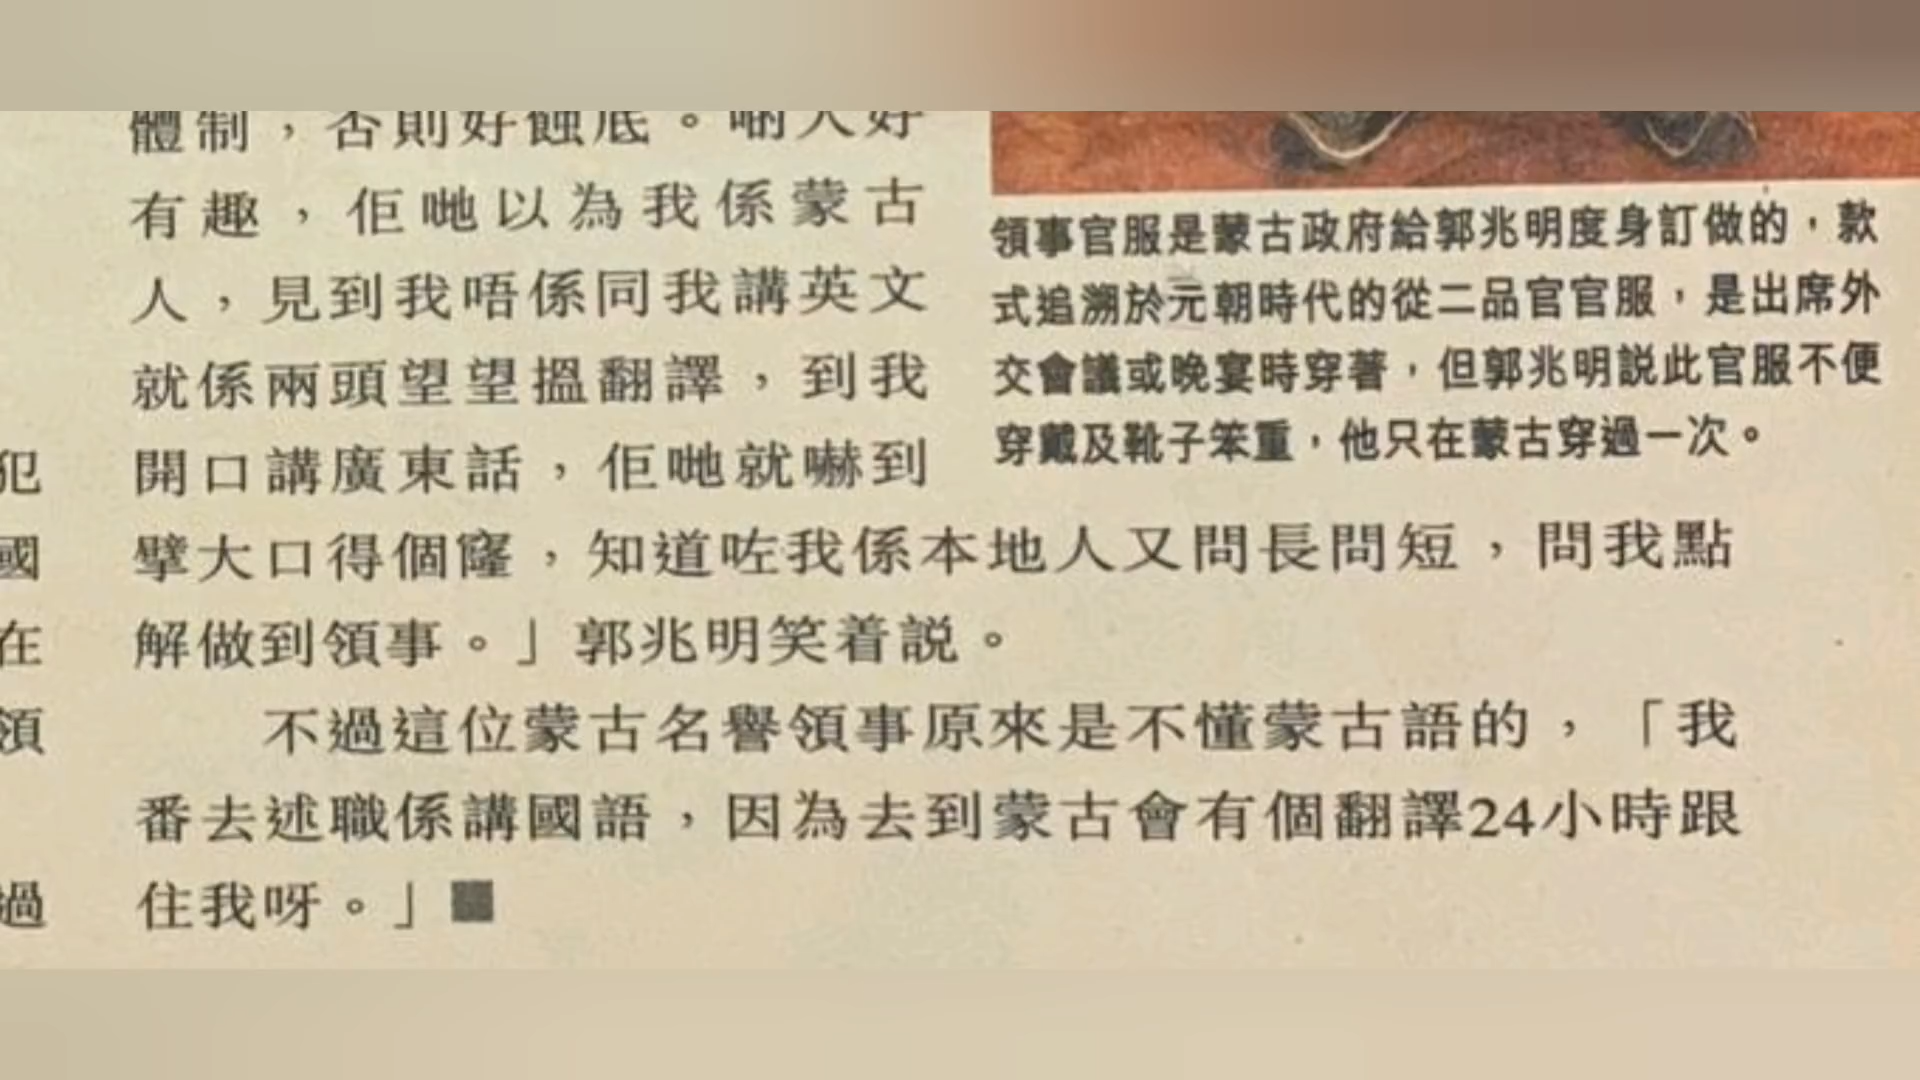 體制，否則好蝕底。啲人好
有趣，佢哋以為我係蒙古
人，見到我唔係同我講英文
就係兩頭望望搵翻譯，到我
開口講廣東話，佢哋就嚇到
擘大口得個窿，知道咗我係本地人又問長問短，問我點
解做到領事。」郭兆明笑着説。
不過這位蒙古名譽領事原來是不懂蒙古語的，「我
番去述職係講國語，因為去到蒙古會有個翻譯24小時跟
住我呀。」■
領事官服是蒙古政府給郭兆明度身訂做的，款
式追溯於元朝時代的從二品官官服，是出席外
交會議或晚宴時穿著，但郭兆明説此官服不便
穿戴及靴子笨重，他只在蒙古穿過一次。
犯
國
在
領
過